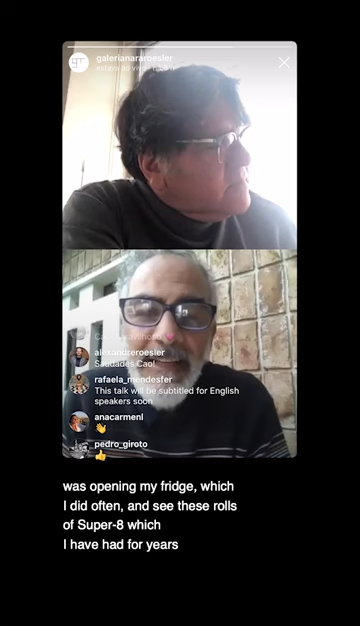 galerianararoesler
alexandreroesler
Saudades Cao!
rafaela_mendesfer
This talk will be subtitled for English
speakers soon
anacarmeni
pedro_giroto
was opening my fridge, which
I did often, and see these rolls
of Super-8 which
I have had for years